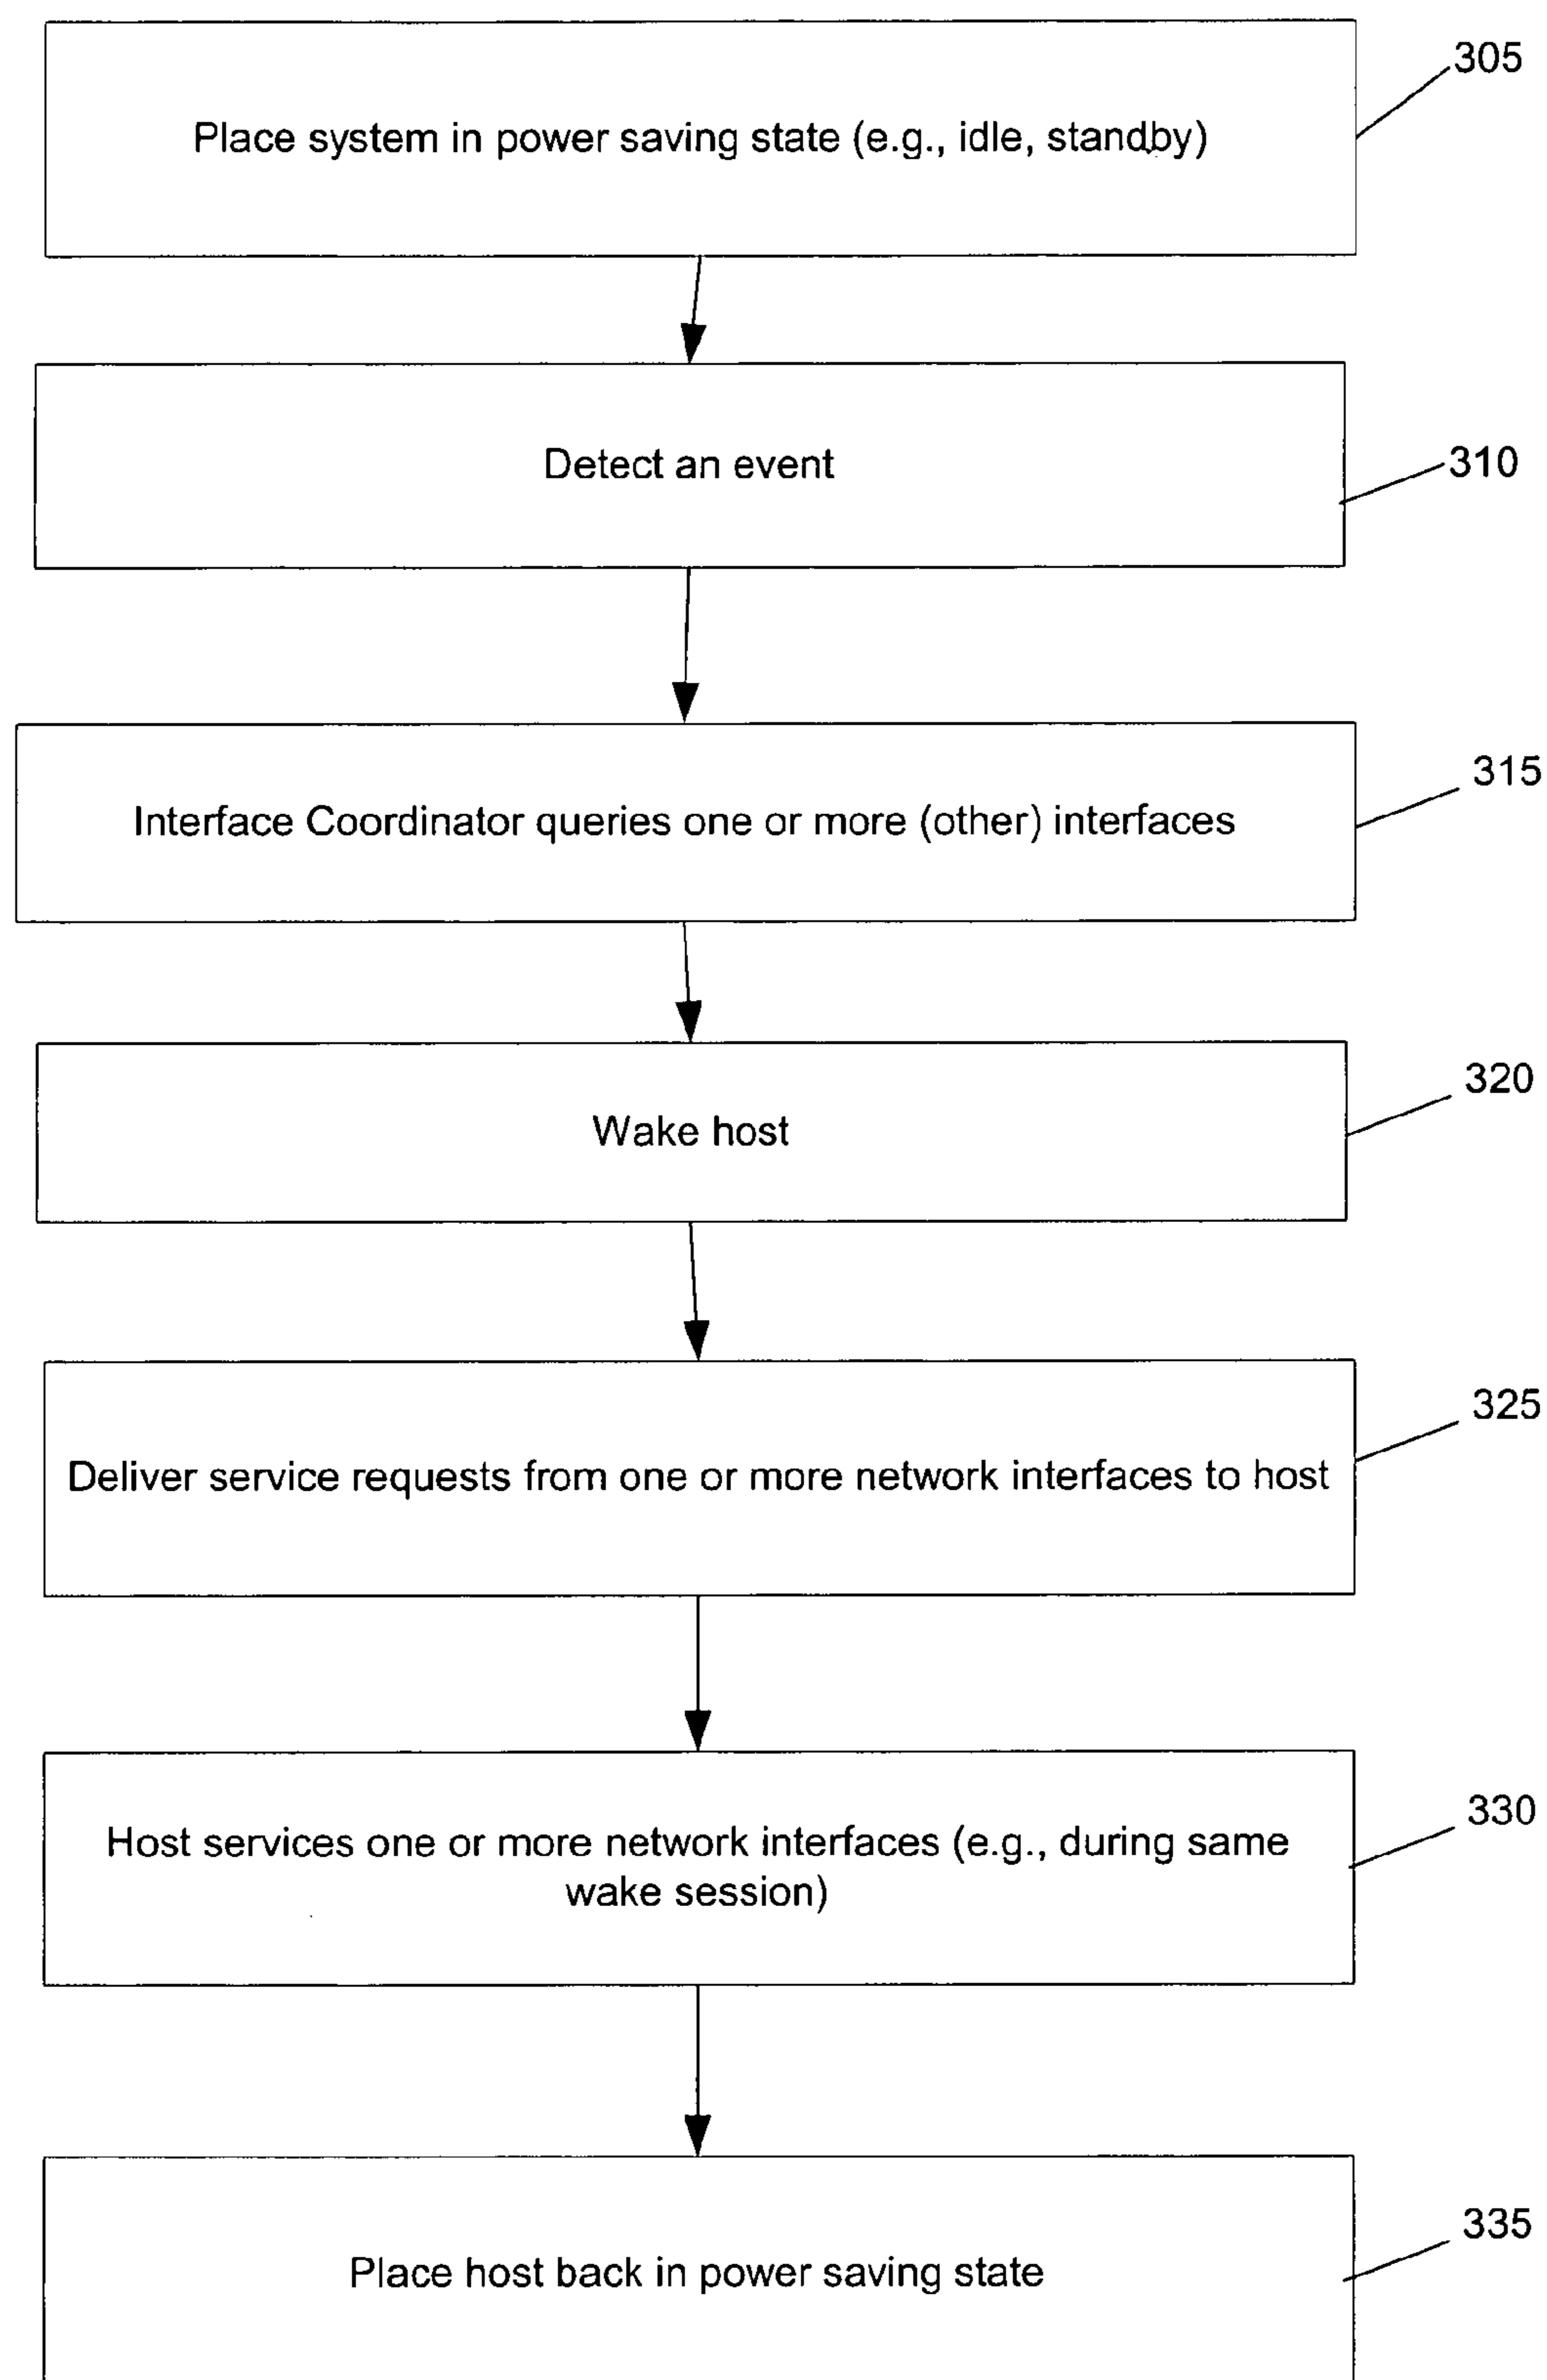 305
Place system in power saving state (e.g., idle, standby)
Detect an event
310
315
Interface Coordinator queries one or more (other) interfaces
320
Wake host
325
Deliver service requests from one or more network interfaces to host
330
Host services one or more network interfaces (e.g., during same
wake session)
335
Place host back in power saving state